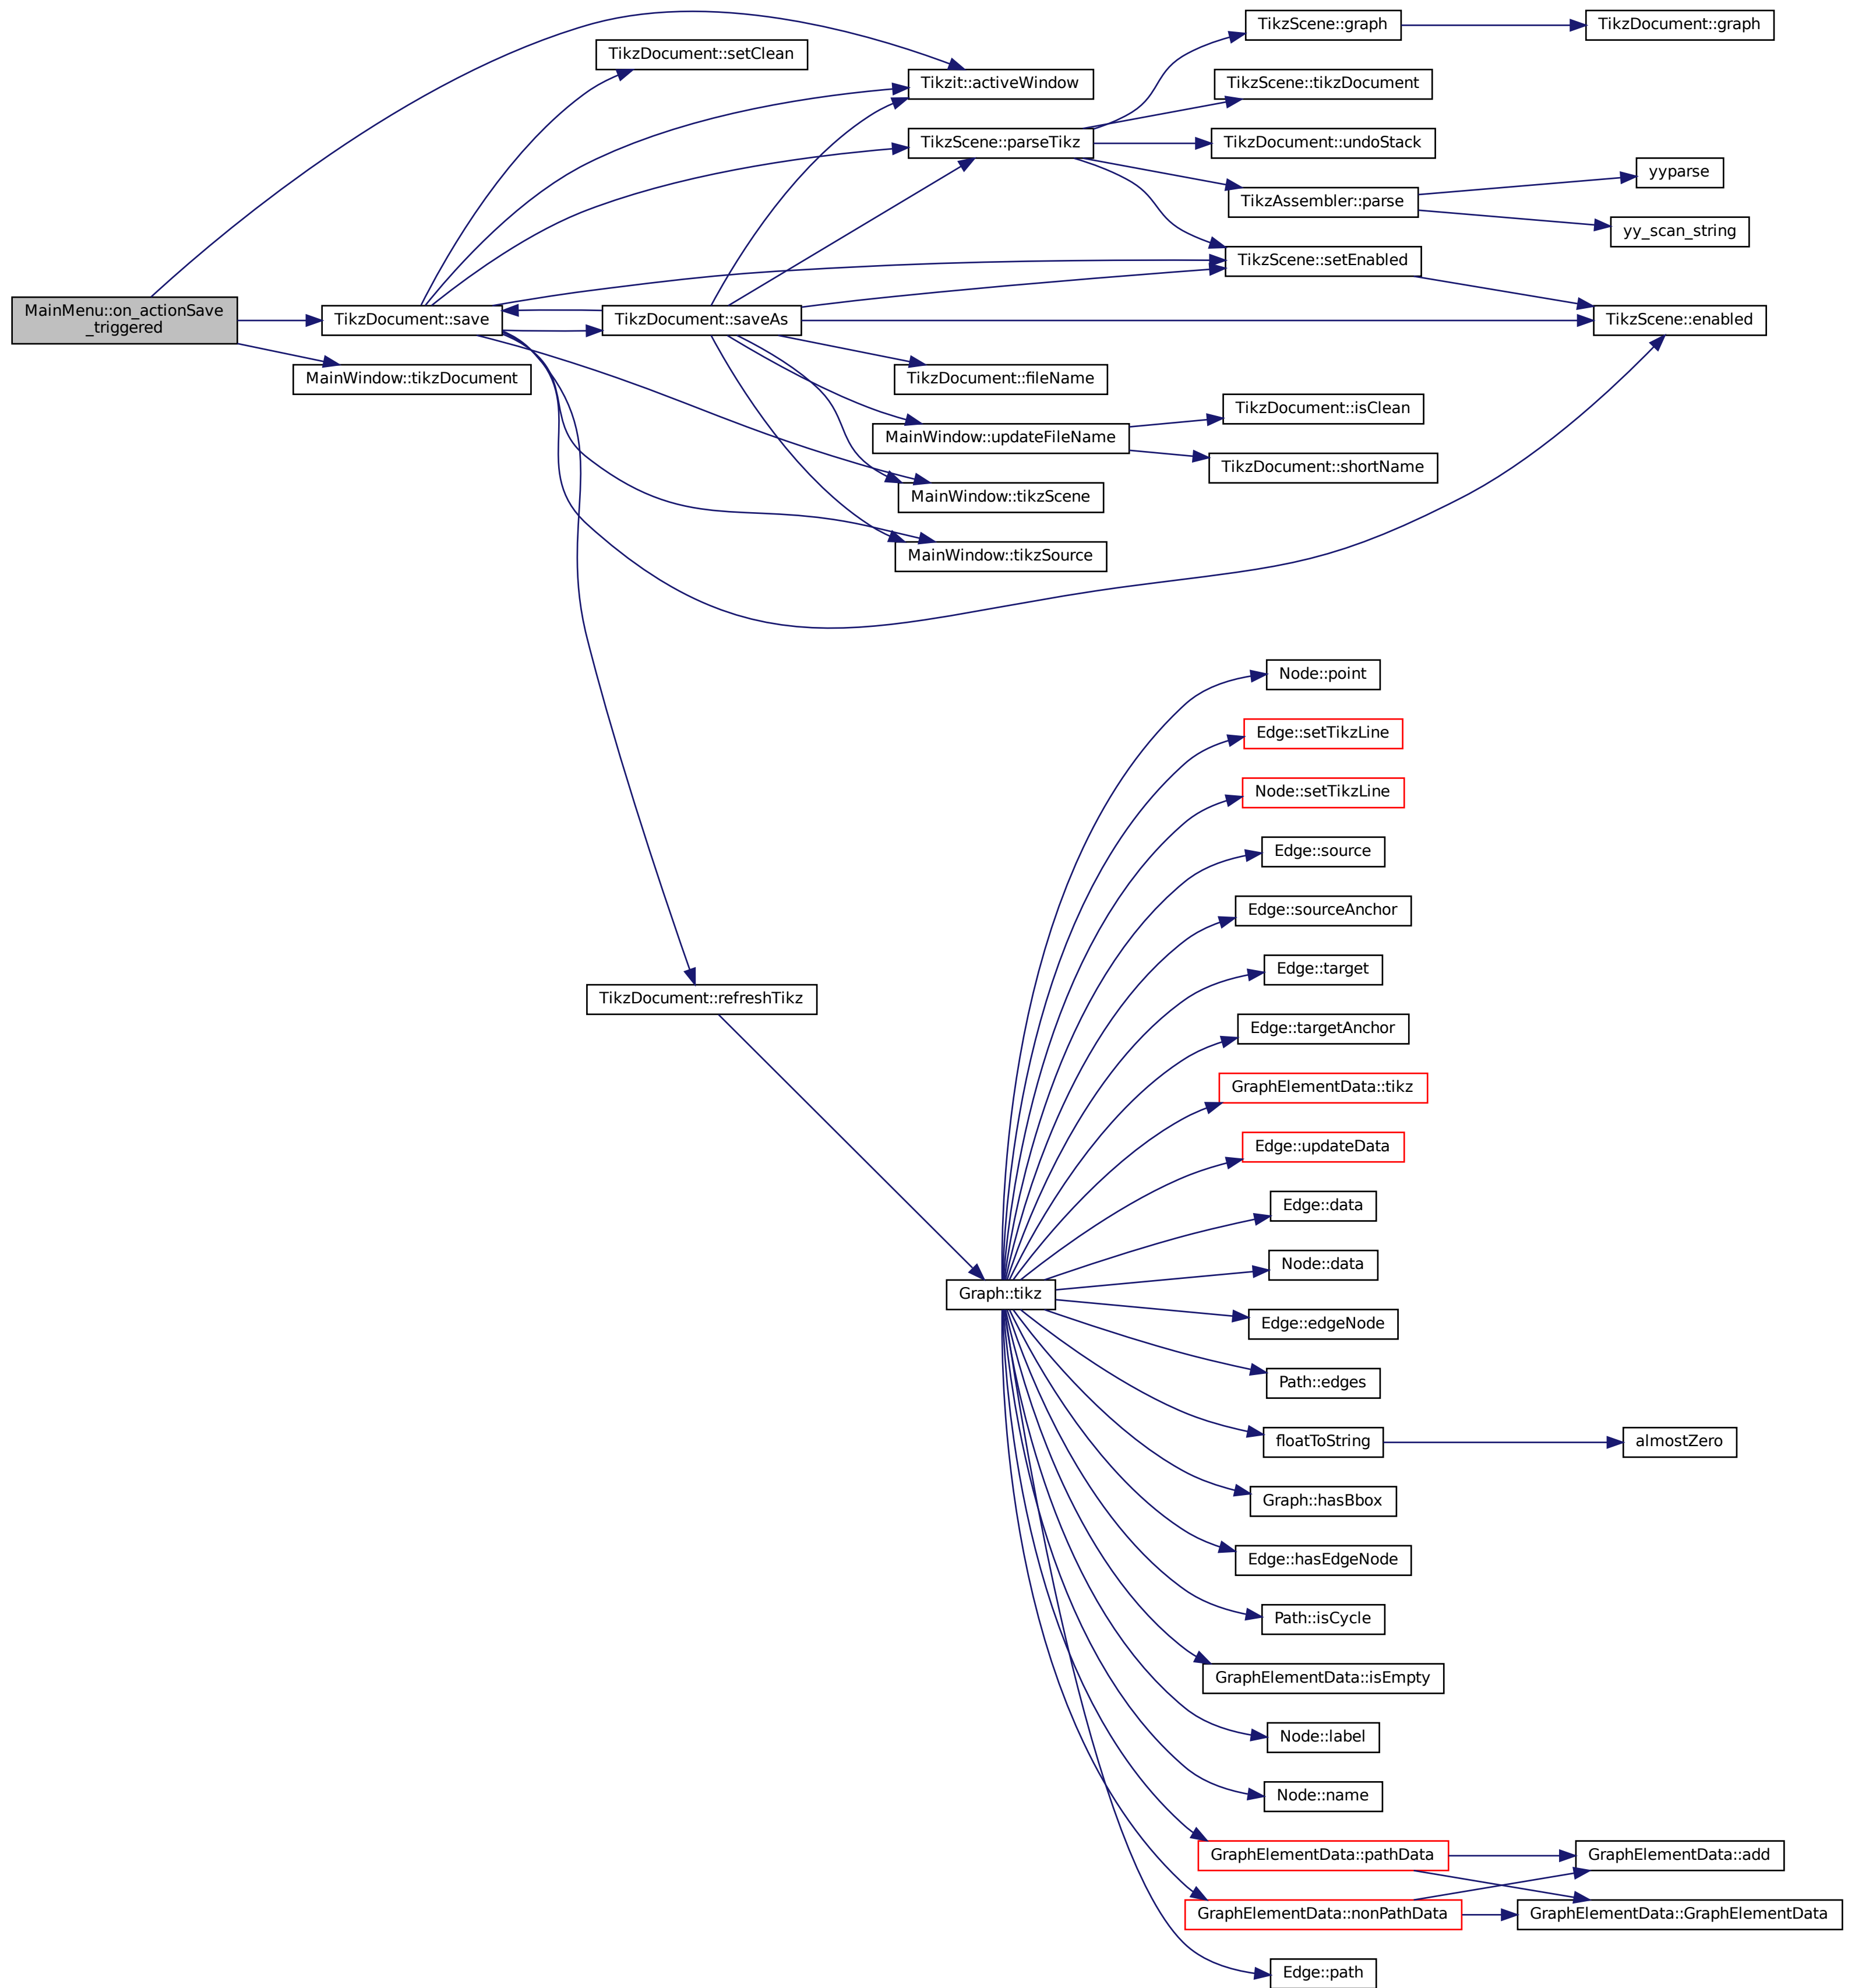 MainMenu::on_actionSave
_triggered
TikzDocument::save
MainWindow::tikzDocument
TikzDocument::setClean
TikzDocument::saveAs
TikzDocument::refreshTikz
Tikzit::activeWindow
TikzScene::parseTikz
TikzDocument::fileName
MainWindow::updateFileName
MainWindow::tikzScene
MainWindow::tikzSource
Graph::tikz
TikzScene::graph
TikzScene::tikzDocument
TikzDocument::undoStack
TikzAssembler::parse
TikzScene::setEnabled
TikzDocument::isClean
TikzDocument::shortName
Node::point
Edge::setTikzLine
Node::setTikzLine
Edge::source
Edge::sourceAnchor
Edge::target
Edge::targetAnchor
GraphElementData::tikz
Edge::updateData
Edge::data
Node::data
Edge::edgeNode
Path::edges
floatToString
Graph::hasBbox
Edge::hasEdgeNode
Path::isCycle
GraphElementData::isEmpty
Node::label
Node::name
GraphElementData::pathData
GraphElementData::nonPathData
Edge::path
TikzDocument::graph
yyparse
yy_scan_string
TikzScene::enabled
almostZero
GraphElementData::add
GraphElementData::GraphElementData